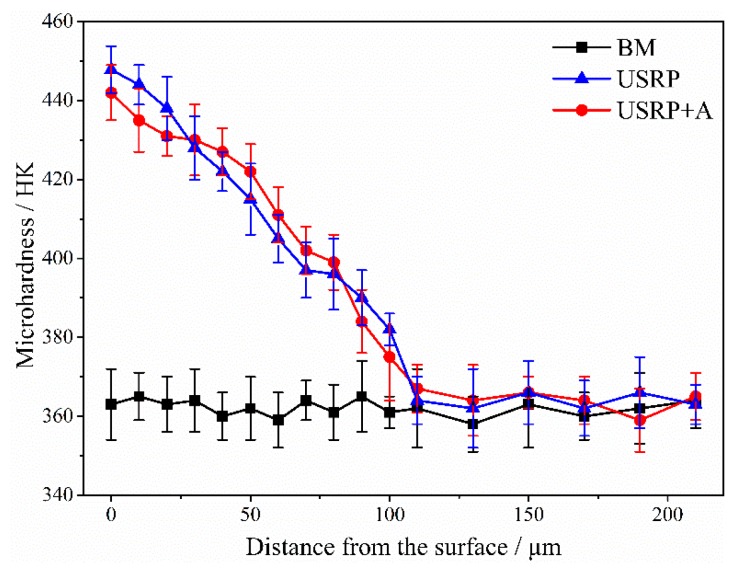 460
440
420
400
380
360
340
Microhardness / HK
BM
USRP
USRP+A
0 50 100 150 200
Distance from the surface / μm